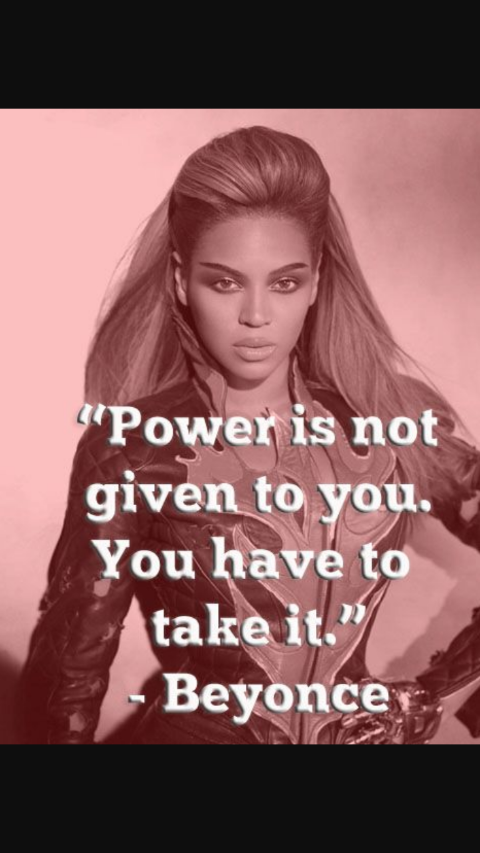 “Power is not
given to you.
You have to
take it.”
- Beyonce